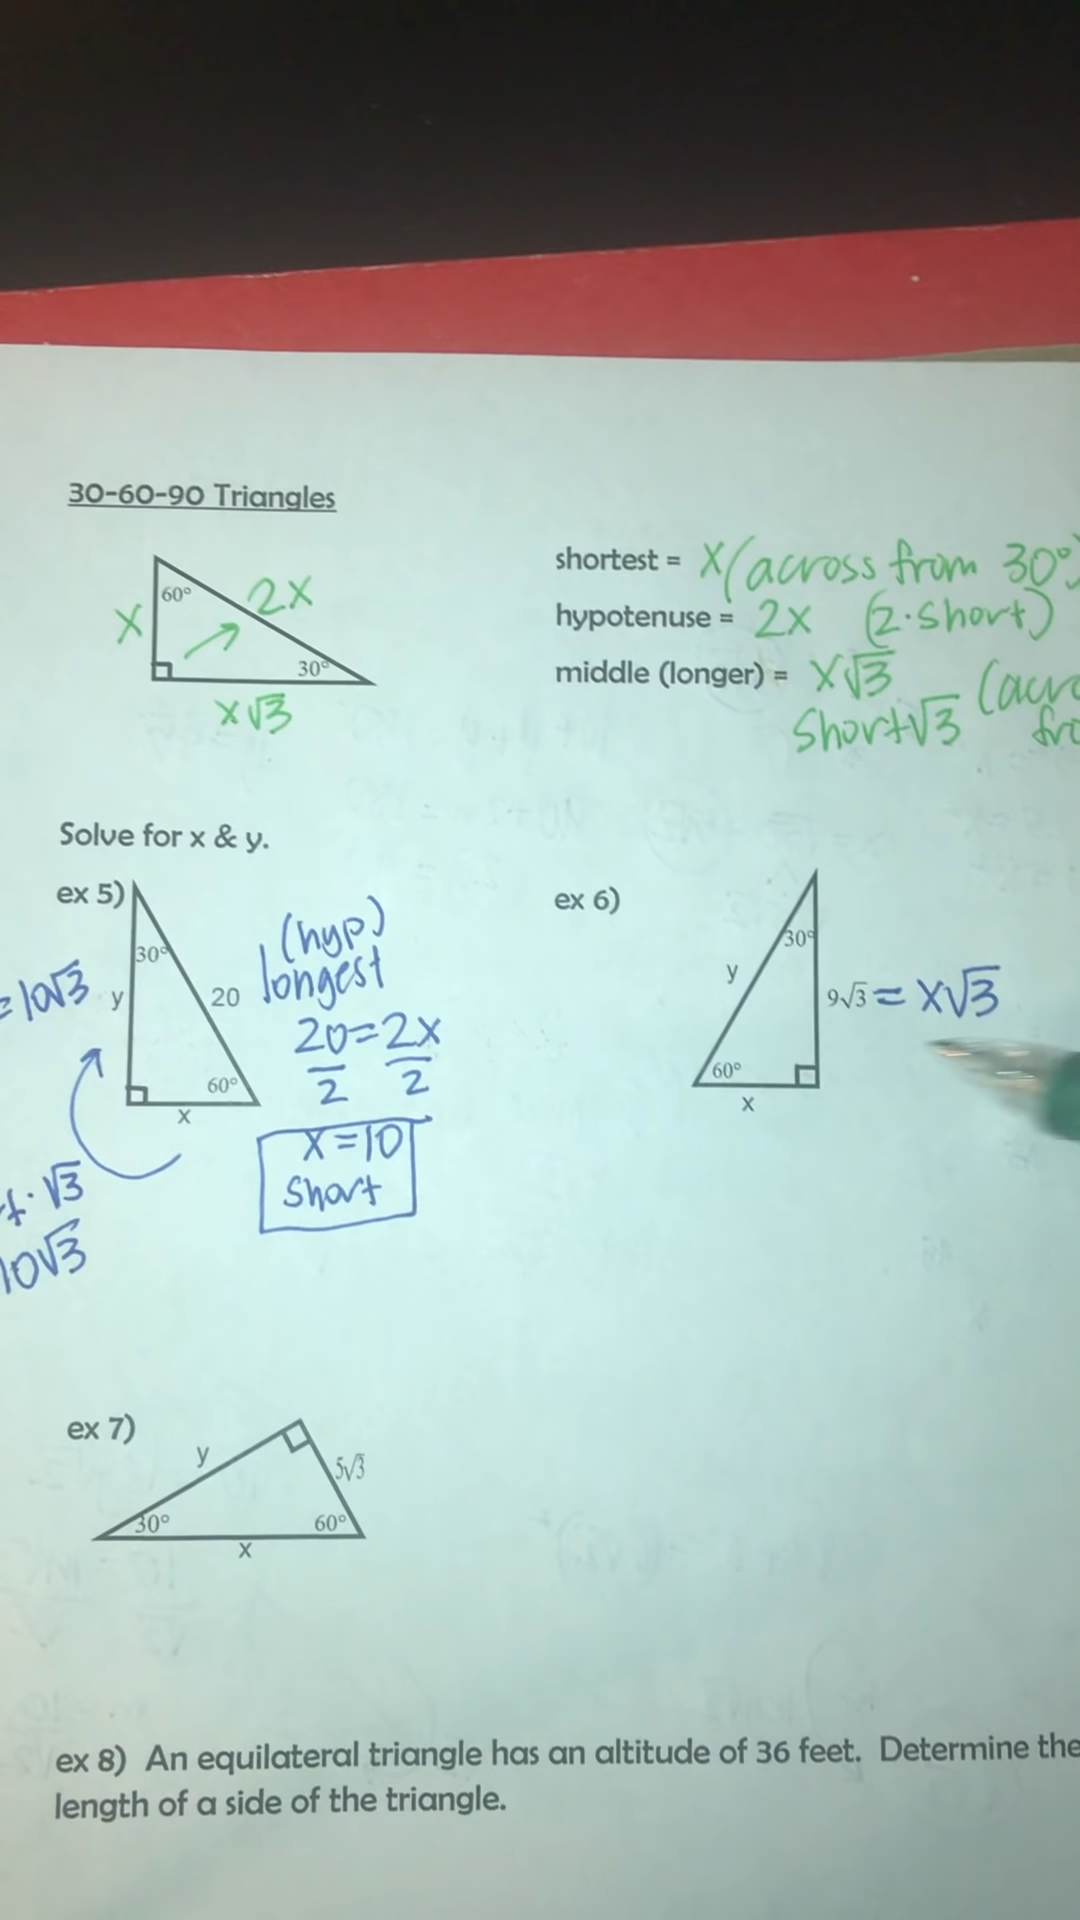 30-60-90 Triangles
60°
2x
x
30°
x√3
shortest = x (across from 30°)
hypotenuse = 2x (2·short)
middle (longer) = x√3
short√3
Solve for x & y.
ex 5)
30°
(hyp)
longest
= 10√3
y
20
20=2x
2 2
60°
x
x=10
short
·√3
10√3
ex 6)
30°
y
9√3 = x√3
60°
x
ex 7)
y
5√3
30°
60°
x
ex 8) An equilateral triangle has an altitude of 36 feet. Determine the
length of a side of the triangle.